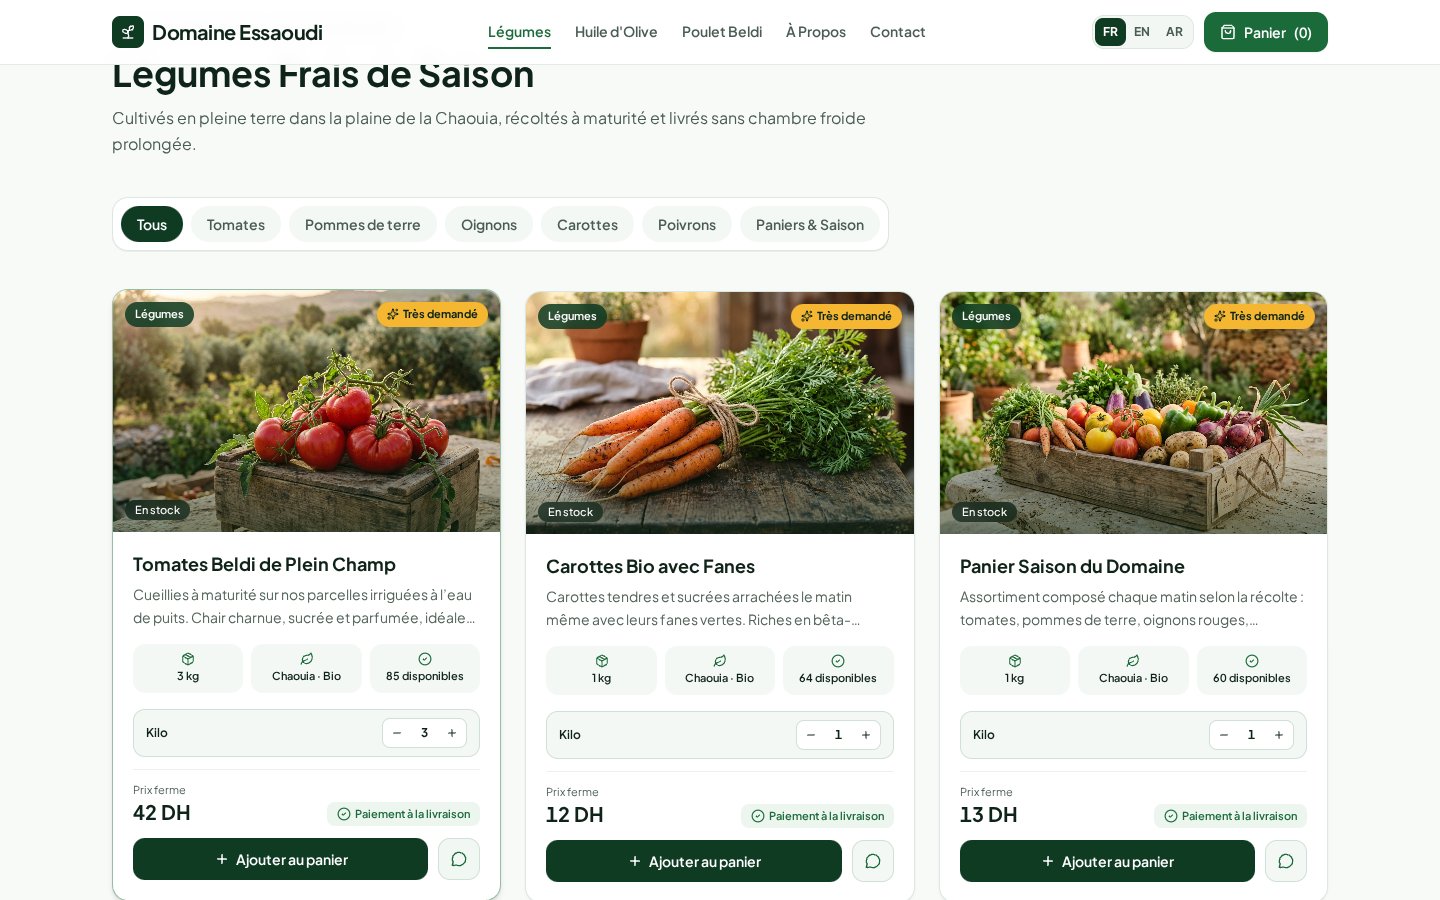 Domaine Essaoudi
Légumes
Huile d'Olive
Poulet Beldi
À Propos
Contact
FR
EN
AR
Panier (0)
Légumes Frais de Saison
Cultivés en pleine terre dans la plaine de la Chaouia, récoltés à maturité et livrés sans chambre froide
prolongée.
Tous
Tomates
Pommes de terre
Oignons
Carottes
Poivrons
Paniers & Saison
Légumes
Très demandé
En stock
Tomates Beldi de Plein Champ
Cueillies à maturité sur nos parcelles irriguées à l'eau
de puits. Chair charnue, sucrée et parfumée, idéale…
3 kg
Chaouia · Bio
85 disponibles
Kilo
− 3 +
Prix ferme
42 DH
Paiement à la livraison
+ Ajouter au panier
Légumes
Très demandé
En stock
Carottes Bio avec Fanes
Carottes tendres et sucrées arrachées le matin
même avec leurs fanes vertes. Riches en bêta-…
1 kg
Chaouia · Bio
64 disponibles
Kilo
− 1 +
Prix ferme
12 DH
Paiement à la livraison
+ Ajouter au panier
Légumes
Très demandé
En stock
Panier Saison du Domaine
Assortiment composé chaque matin selon la récolte :
tomates, pommes de terre, oignons rouges,…
1 kg
Chaouia · Bio
60 disponibles
Kilo
− 1 +
Prix ferme
13 DH
Paiement à la livraison
+ Ajouter au panier